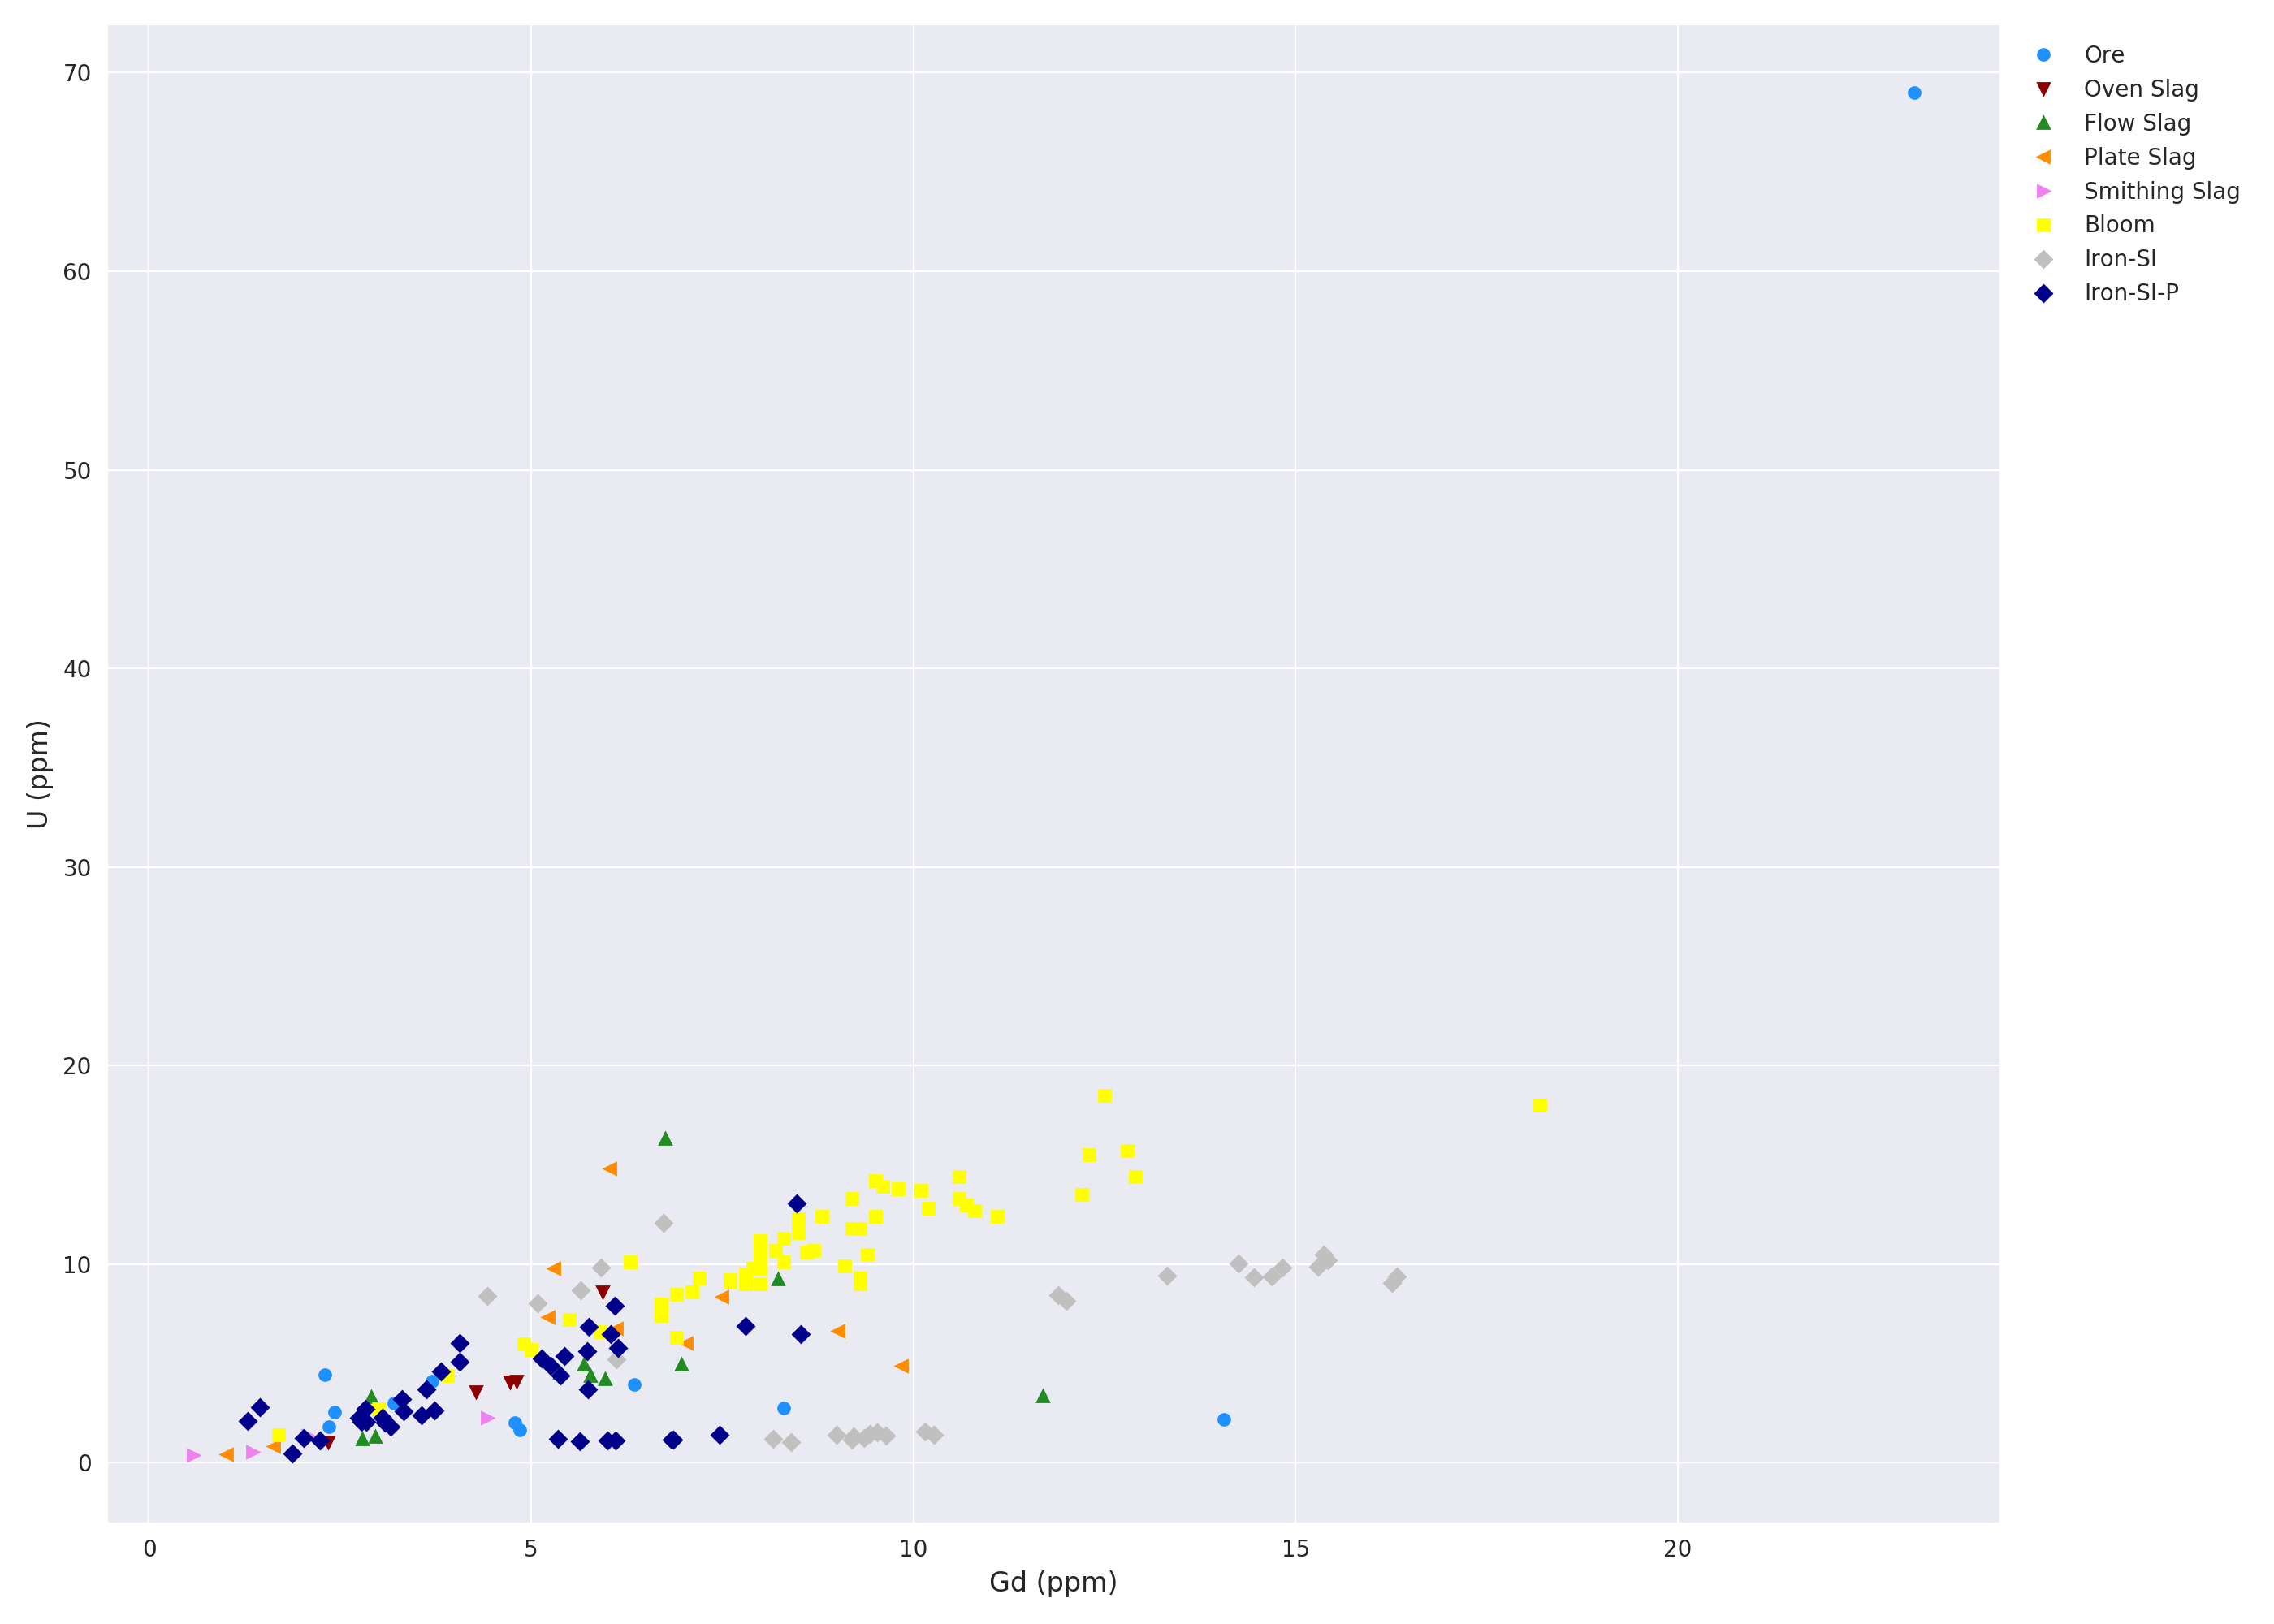 70
60
50
40
30
20
10
0
U (ppm)
0 5 10 15 20
Gd (ppm)
Ore
Oven Slag
Flow Slag
Plate Slag
Smithing Slag
Bloom
Iron-SI
Iron-SI-P